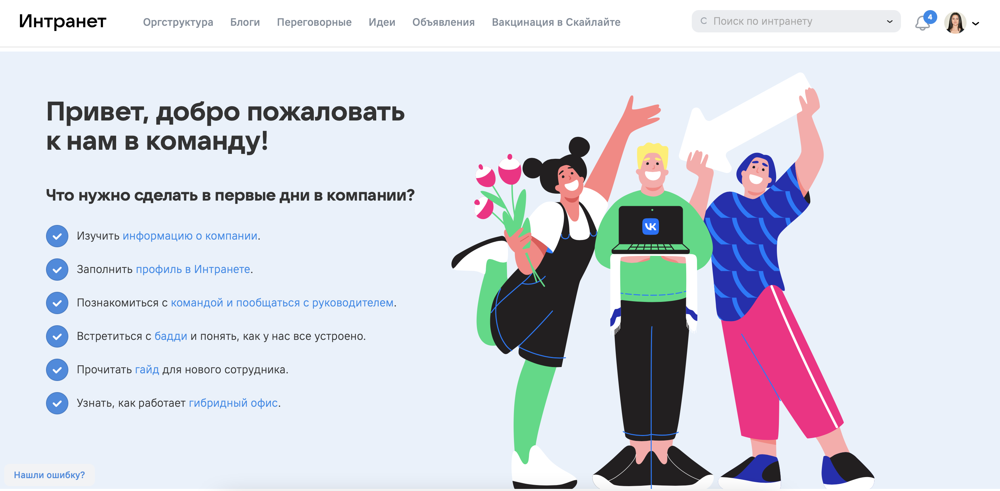 Интранет
Оргструктура
Блоги
Переговорные
Идеи
Объявления
Вакцинация в Скайлайте
Поиск по интранету
4
Привет, добро пожаловать
к нам в команду!
Что нужно сделать в первые дни в компании?
Изучить информацию о компании.
Заполнить профиль в Интранете.
Познакомиться с командой и пообщаться с руководителем.
Встретиться с бадди и понять, как у нас все устроено.
Прочитать гайд для нового сотрудника.
Узнать, как работает гибридный офис.
VK
Нашли ошибку?